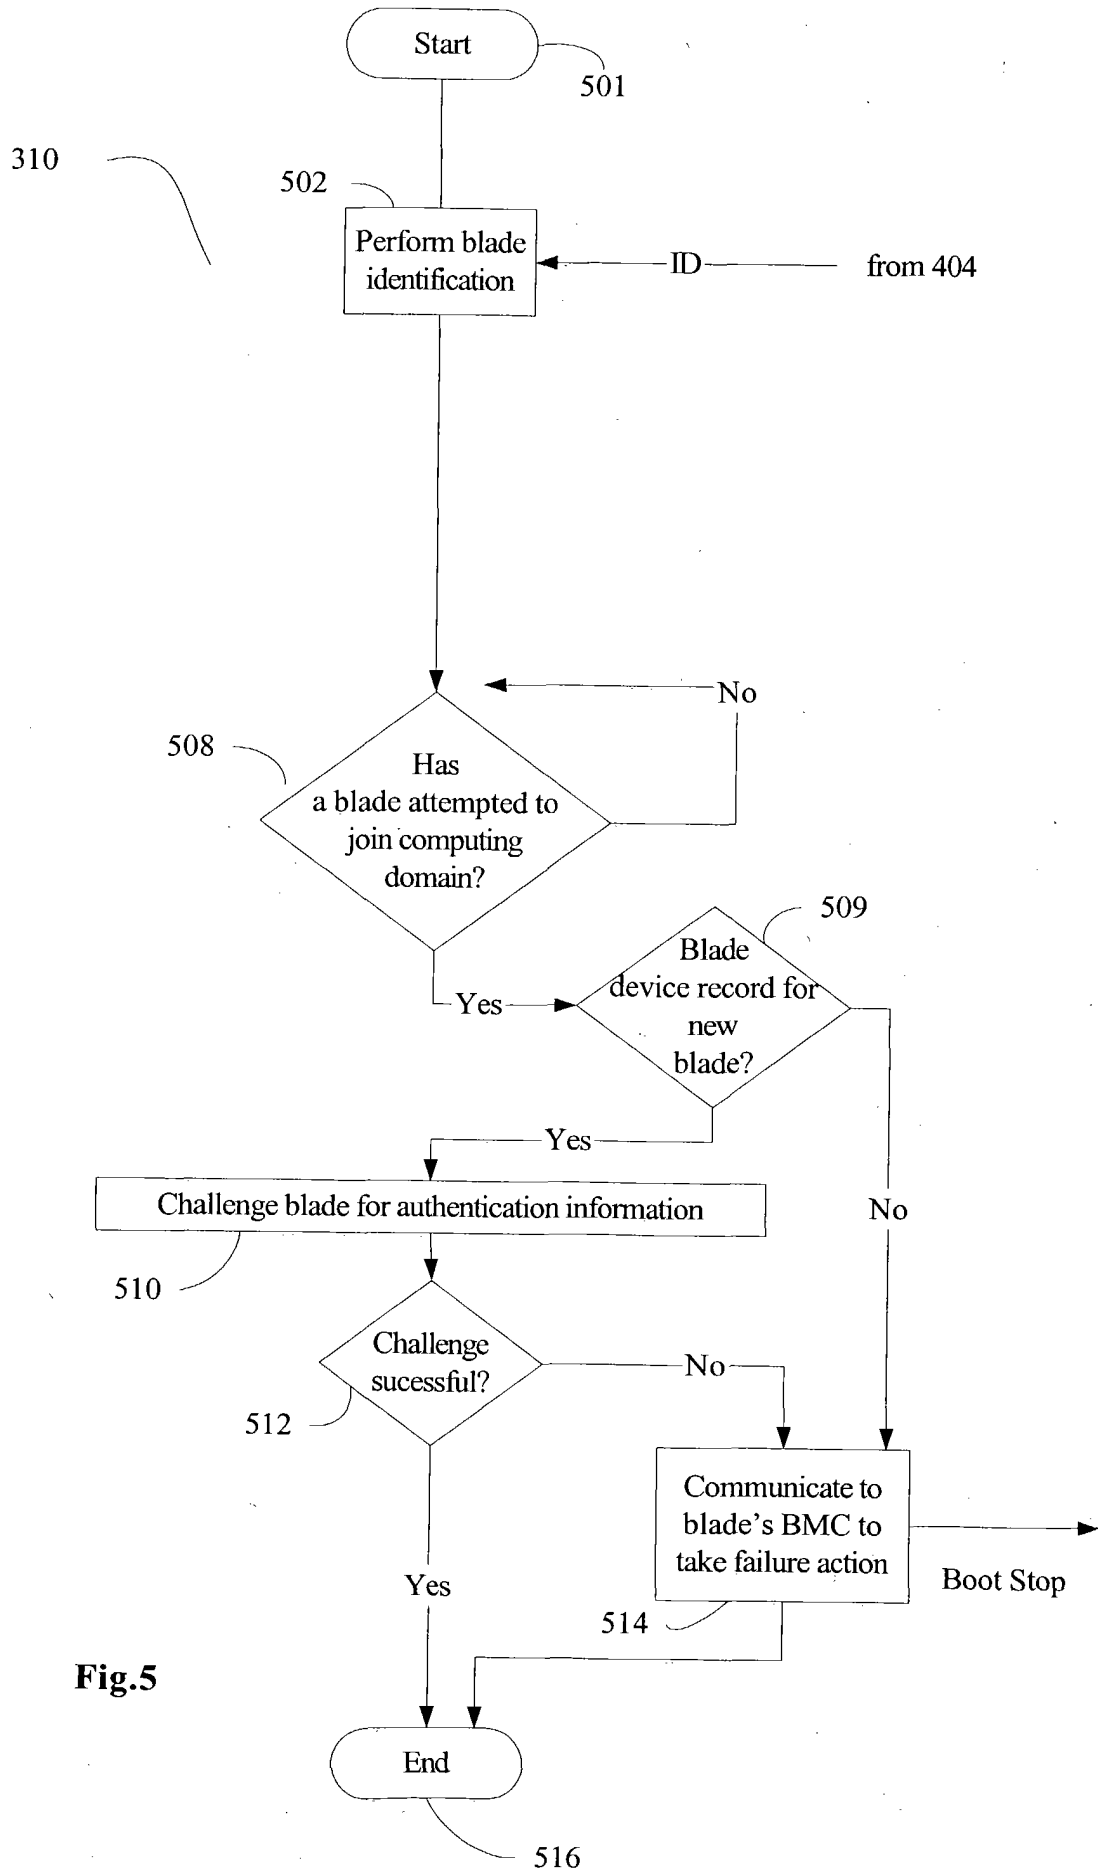 Start
501
310
502
Perform blade
identification
ID
from 404
No
508
Has
a blade attempted to
join computing
domain?
509
Blade
device record for
new
blade?
Yes
Yes
Challenge blade for authentication information
No
510
Challenge
sucessful?
No
512
Communicate to
blade's BMC to
take failure action
Boot Stop
Yes
514
Fig.5
End
516